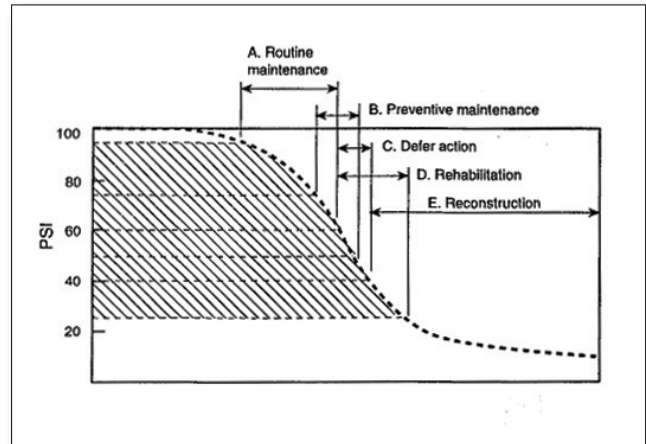 A. Routine
maintenance
B. Preventive maintenance
C. Defer action
D. Rehabilitation
E. Reconstruction
100
80
60
40
20
PSI